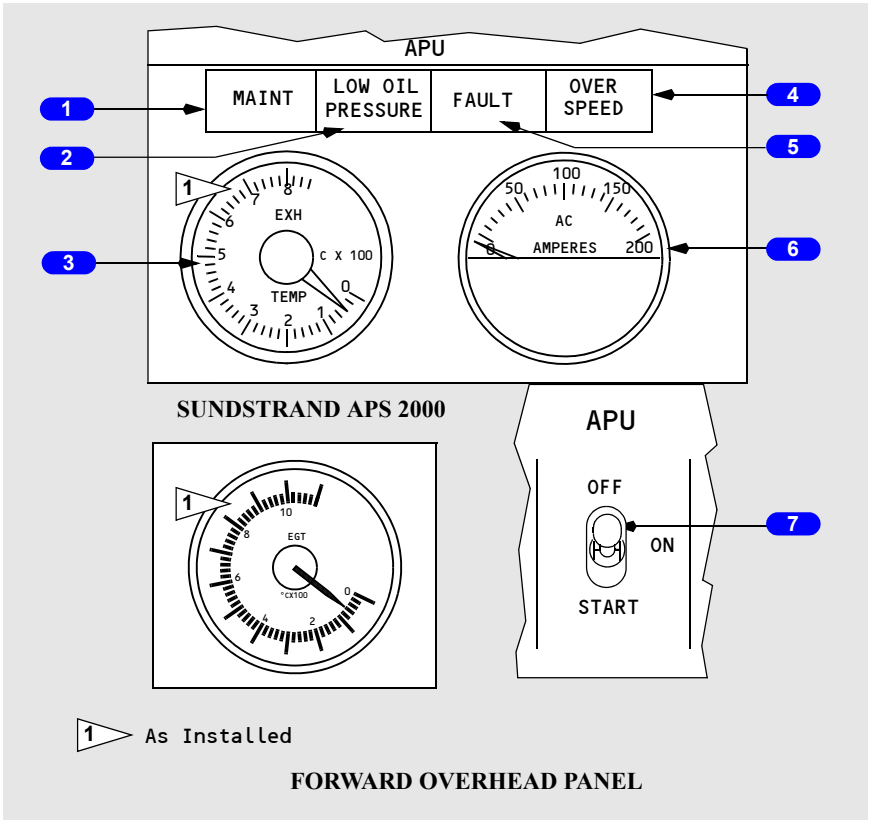 APU
MAINT
LOW OIL
PRESSURE
FAULT
OVER
SPEED
1
2
3
4
5
6
7
1
8
7
6
5
4
3
2
1
0
EXH
C X 100
TEMP
0
50
100
150
200
AC
AMPERES
SUNDSTRAND APS 2000
1
10
8
6
4
2
0
EGT
°CX100
APU
OFF
ON
START
1 As Installed
FORWARD OVERHEAD PANEL